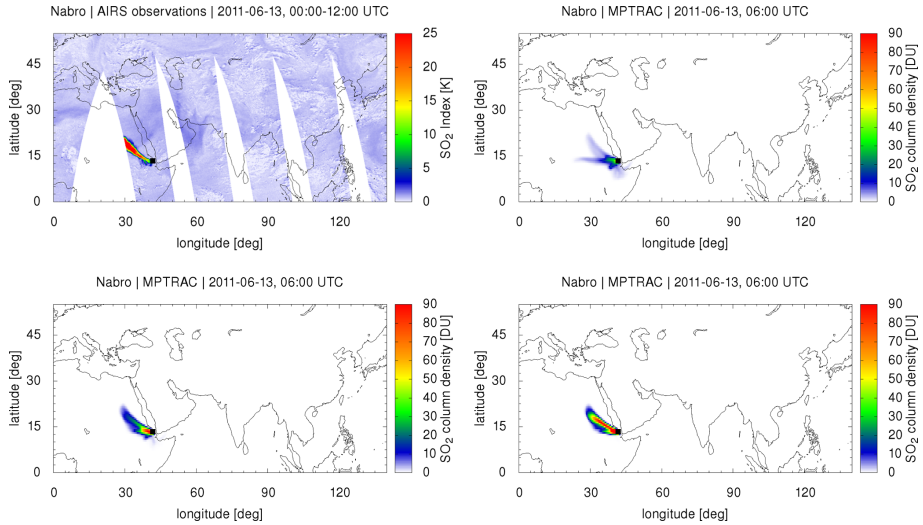 Nabro | AIRS observations | 2011-06-13, 00:00-12:00 UTC
latitude [deg]
45
30
15
0
0 30 60 90 120
longitude [deg]
25
20
15
10
5
0
SO2 Index [K]
Nabro | MPTRAC | 2011-06-13, 06:00 UTC
latitude [deg]
45
30
15
0
0 30 60 90 120
longitude [deg]
90
80
70
60
50
40
30
20
10
0
SO2 column density [DU]
Nabro | MPTRAC | 2011-06-13, 06:00 UTC
latitude [deg]
45
30
15
0
0 30 60 90 120
longitude [deg]
90
80
70
60
50
40
30
20
10
0
SO2 column density [DU]
Nabro | MPTRAC | 2011-06-13, 06:00 UTC
latitude [deg]
45
30
15
0
0 30 60 90 120
longitude [deg]
90
80
70
60
50
40
30
20
10
0
SO2 column density [DU]